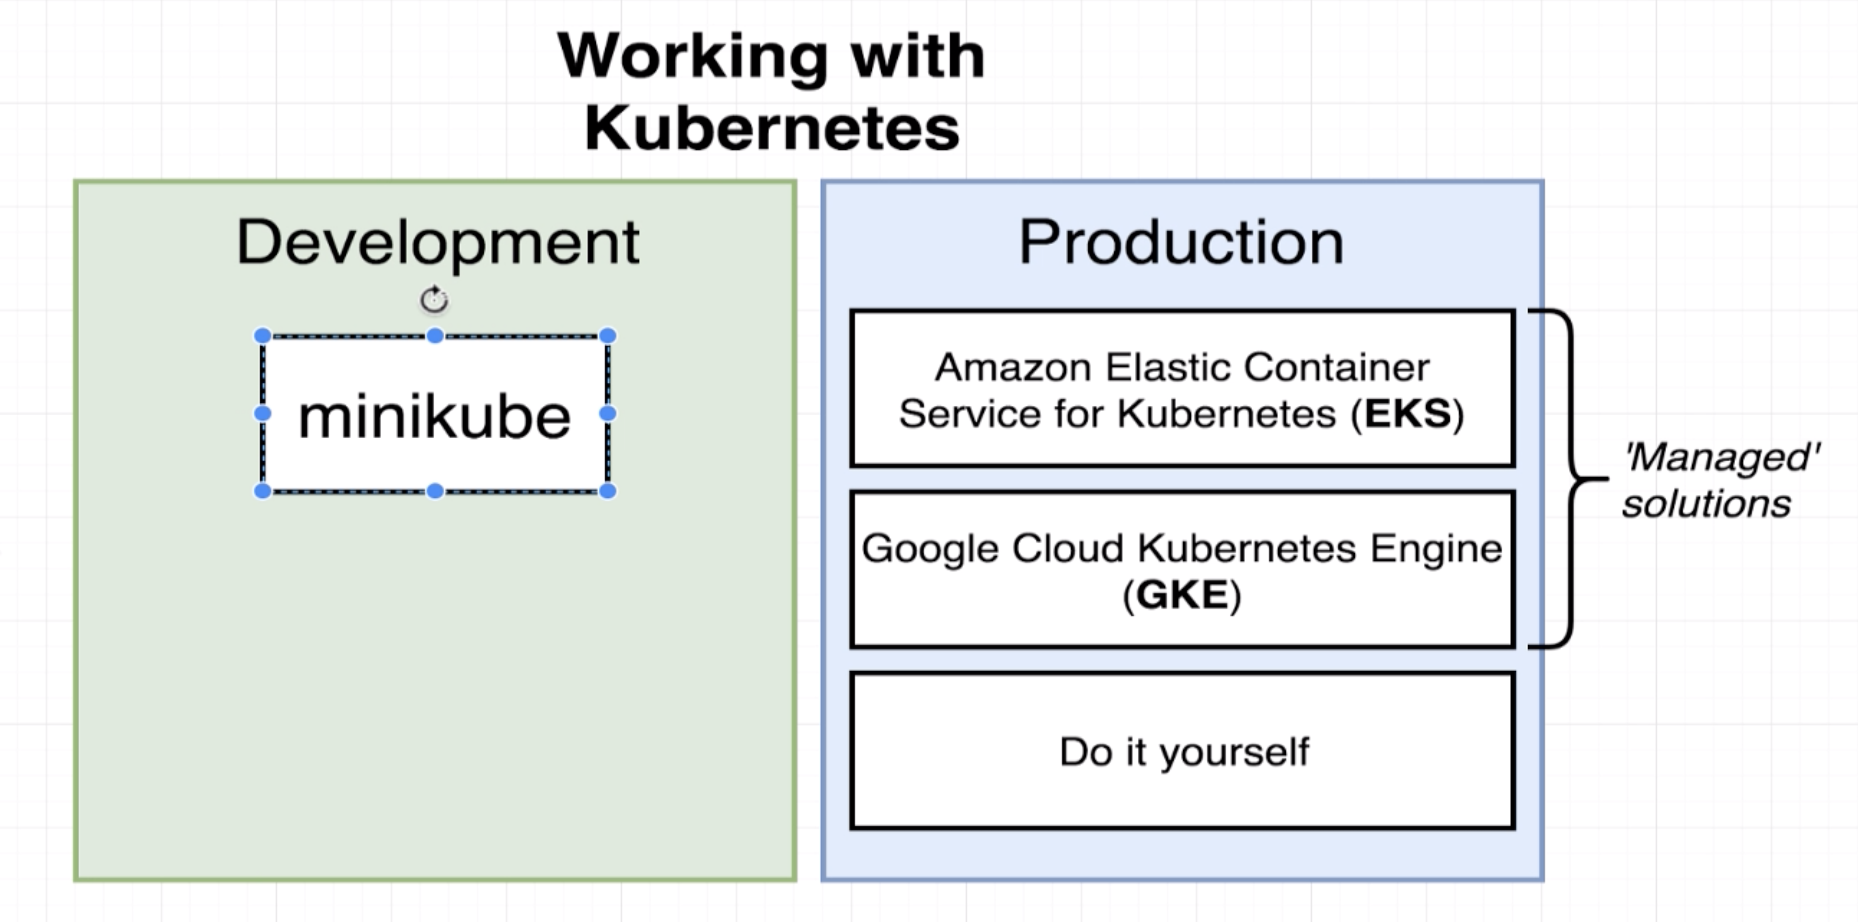 Working with
Kubernetes
Development
minikube
Production
Amazon Elastic Container
Service for Kubernetes (EKS)
Google Cloud Kubernetes Engine
(GKE)
Do it yourself
'Managed'
solutions